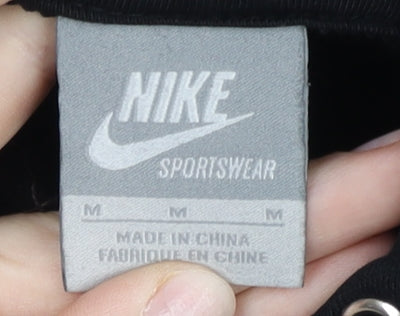 NIKE
SPORTSWEAR
M M M
MADE IN CHINA
FABRIQUE EN CHINE